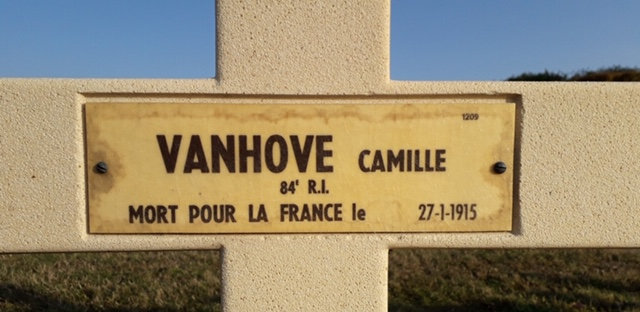 1209
VANHOVE CAMILLE
84e R.I.
MORT POUR LA FRANCE le 27-1-1915